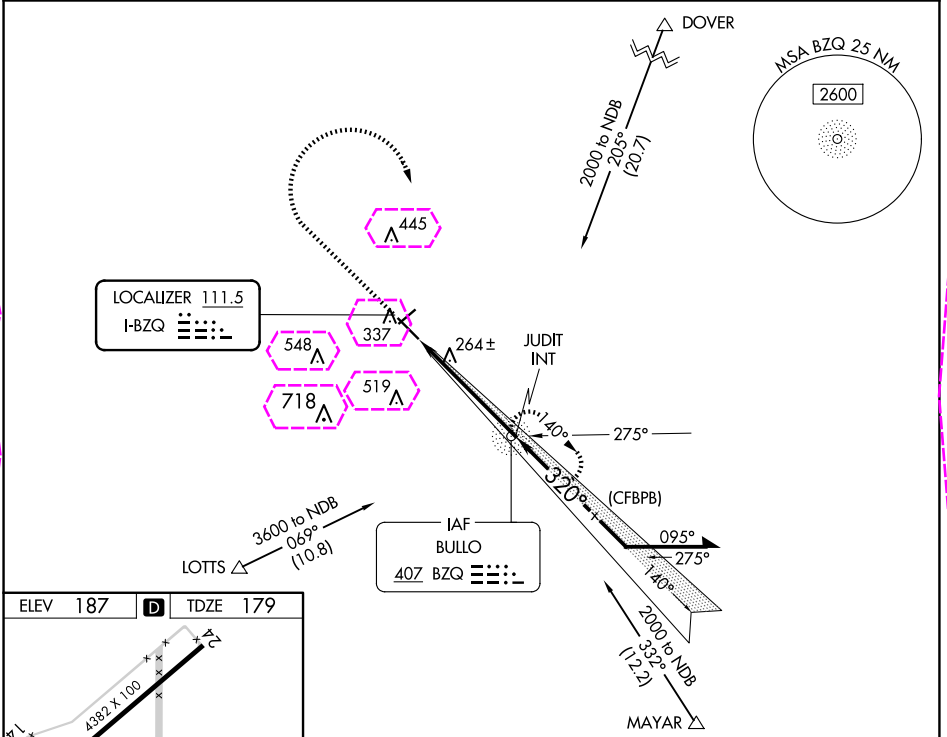 DOVER
MSA BZQ 25 NM
2600
2000 to NDB
205°
(20.7)
445
LOCALIZER 111.5
I-BZQ
337
264±
JUDIT
INT
548
519
718
140°
275°
320°
(CFBPB)
3600 to NDB
069°
(10.8)
LOTTS
IAF
BULLO
407 BZQ
095°
275°
140°
2000 to NDB
332°
(12.2)
MAYAR
ELEV 187
D
TDZE 179
24
4382 X 100
14